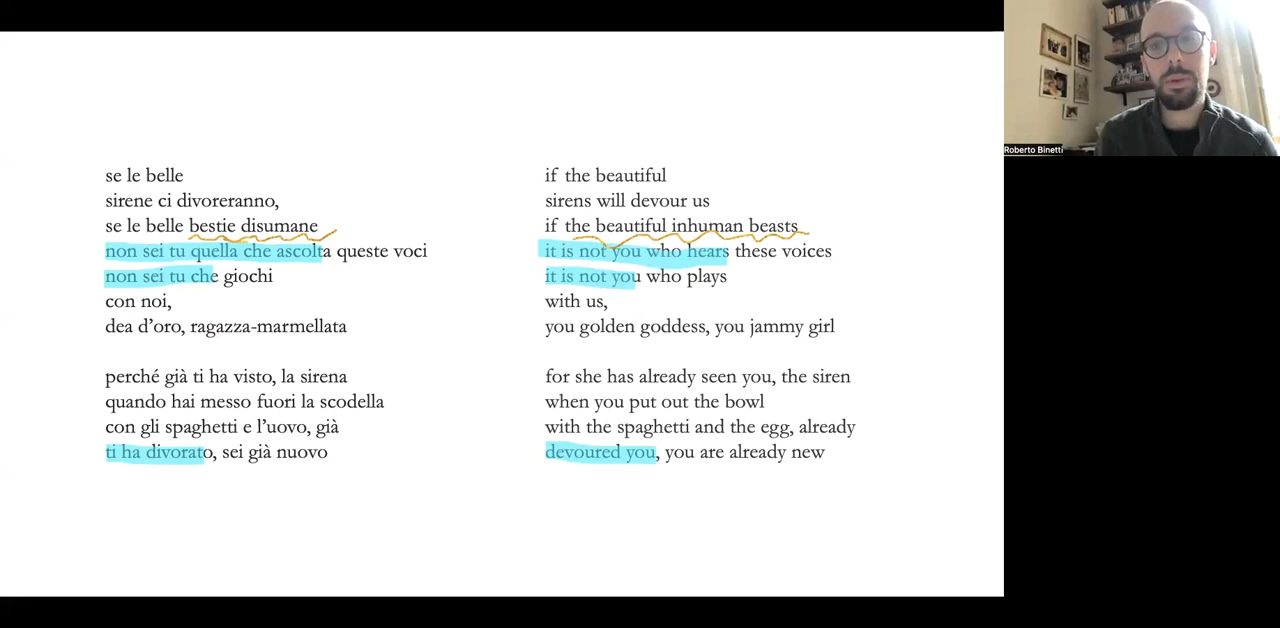 se le belle
sirene ci divoreranno,
se le belle bestie disumane
non sei tu quella che ascolta queste voci
non sei tu che giochi
con noi,
dea d’oro, ragazza-marmellata
perché già ti ha visto, la sirena
quando hai messo fuori la scodella
con gli spaghetti e l’uovo, già
ti ha divorato, sei già nuovo
if the beautiful
sirens will devour us
if the beautiful inhuman beasts
it is not you who hears these voices
it is not you who plays
with us,
you golden goddess, you jammy girl
for she has already seen you, the siren
when you put out the bowl
with the spaghetti and the egg, already
devoured you, you are already new
Roberto Binetti